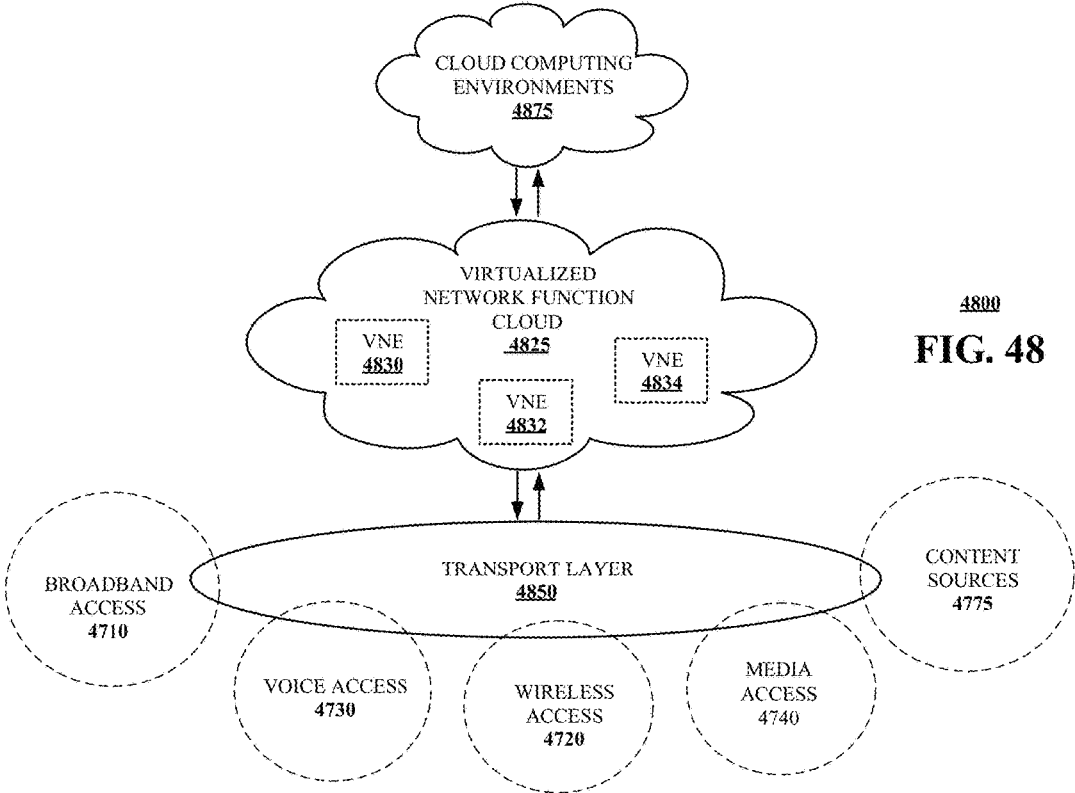 CLOUD COMPUTING
ENVIRONMENTS
4875
VIRTUALIZED
NETWORK FUNCTION
CLOUD
4825
VNE
4830
VNE
4832
VNE
4834
4800
FIG. 48
BROADBAND
ACCESS
4710
TRANSPORT LAYER
4850
CONTENT
SOURCES
4775
VOICE ACCESS
4730
WIRELESS
ACCESS
4720
MEDIA
ACCESS
4740